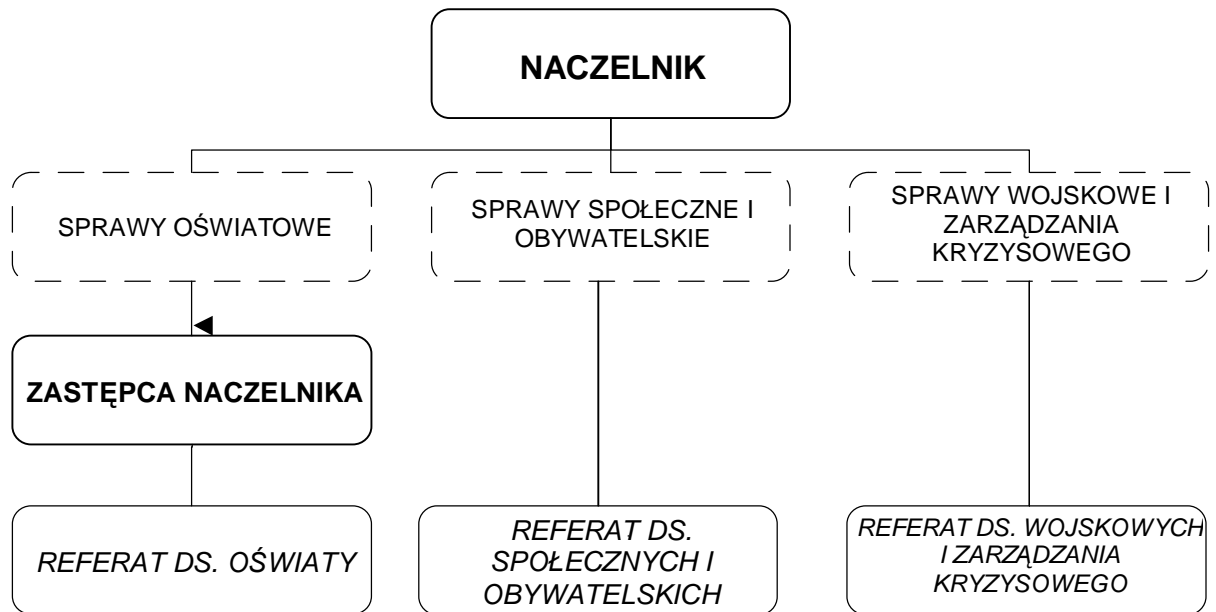 NACZELNIK
SPRAWY OŚWIATOWE
SPRAWY SPOŁECZNE I
OBYWATELSKIE
SPRAWY WOJSKOWE I
ZARZĄDZANIA
KRYZYSOWEGO
ZASTĘPCA NACZELNIKA
REFERAT DS. OŚWIATY
REFERAT DS.
SPOŁECZNYCH I
OBYWATELSKICH
REFERAT DS. WOJSKOWYCH
I ZARZĄDZANIA
KRYZYSOWEGO